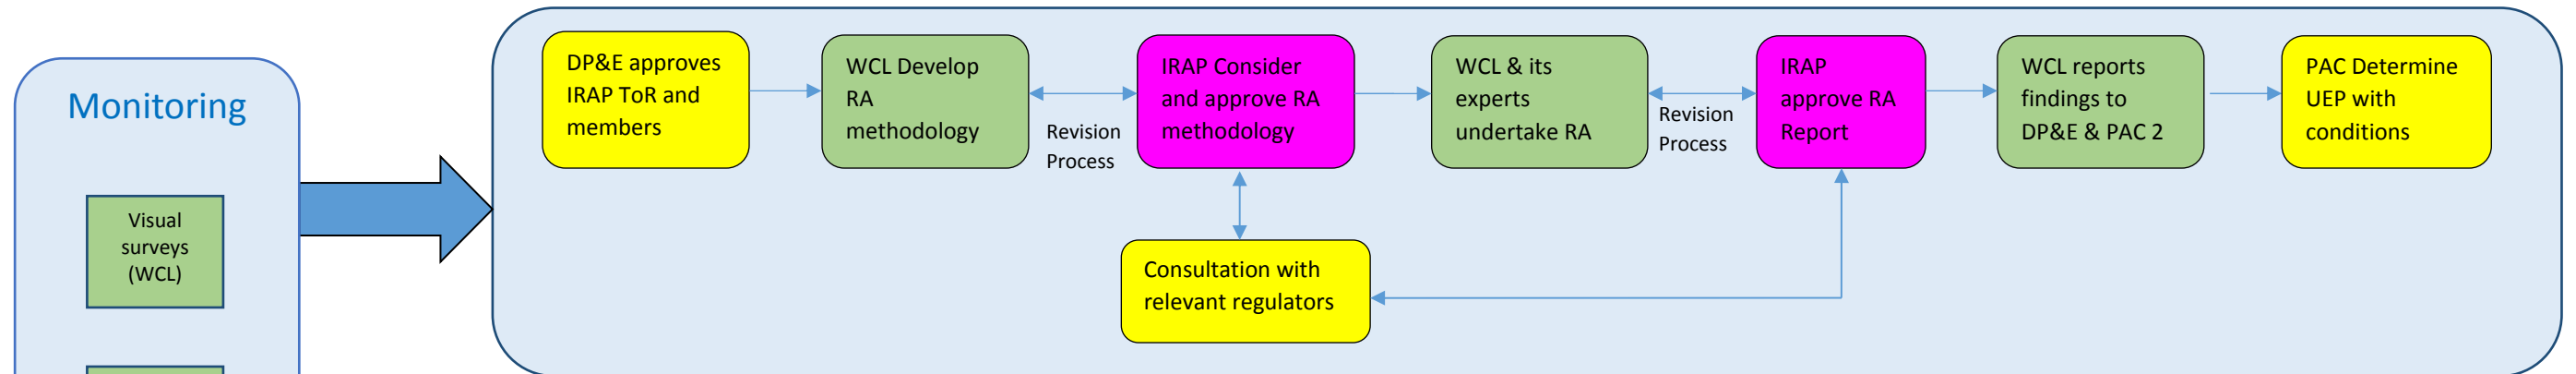 Monitoring
Visual
surveys
(WCL)
DP&E approves
IRAP ToR and
members
WCL Develop
RA
methodology
Revision
Process
IRAP Consider
and approve RA
methodology
WCL & its
experts
undertake RA
Revision
Process
IRAP
approve RA
Report
WCL reports
findings to
DP&E & PAC 2
PAC Determine
UEP with
conditions
Consultation with
relevant regulators